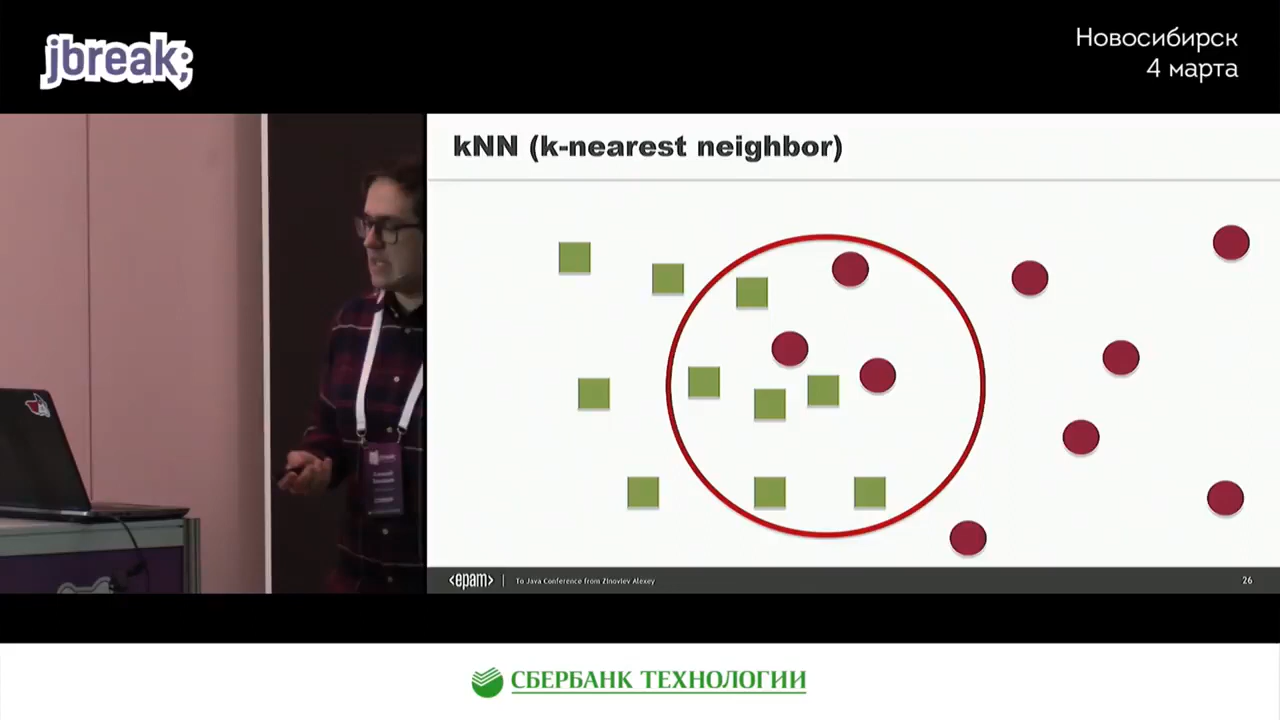 jbreak;
Новосибирск
4 марта
kNN (k-nearest neighbor)
<epam> | To Java Conference from Zinoviev Alexey
26
СБЕРБАНК ТЕХНОЛОГИИ